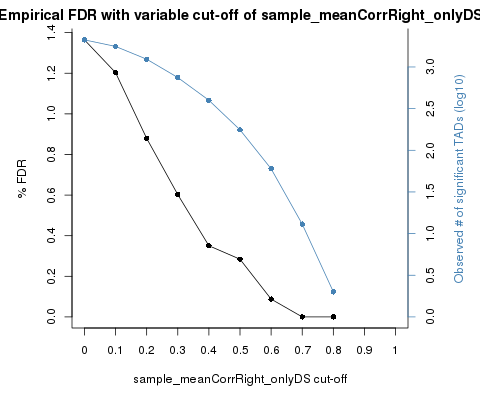 Empirical FDR with variable cut-off of sample_meanCorrRight_onlyDS
% FDR
0.0 0.2 0.4 0.6 0.8 1.0 1.2 1.4
0 0.1 0.2 0.3 0.4 0.5 0.6 0.7 0.8 0.9 1
sample_meanCorrRight_onlyDS cut-off
0.0 0.5 1.0 1.5 2.0 2.5 3.0
Observed # of significant TADs (log10)